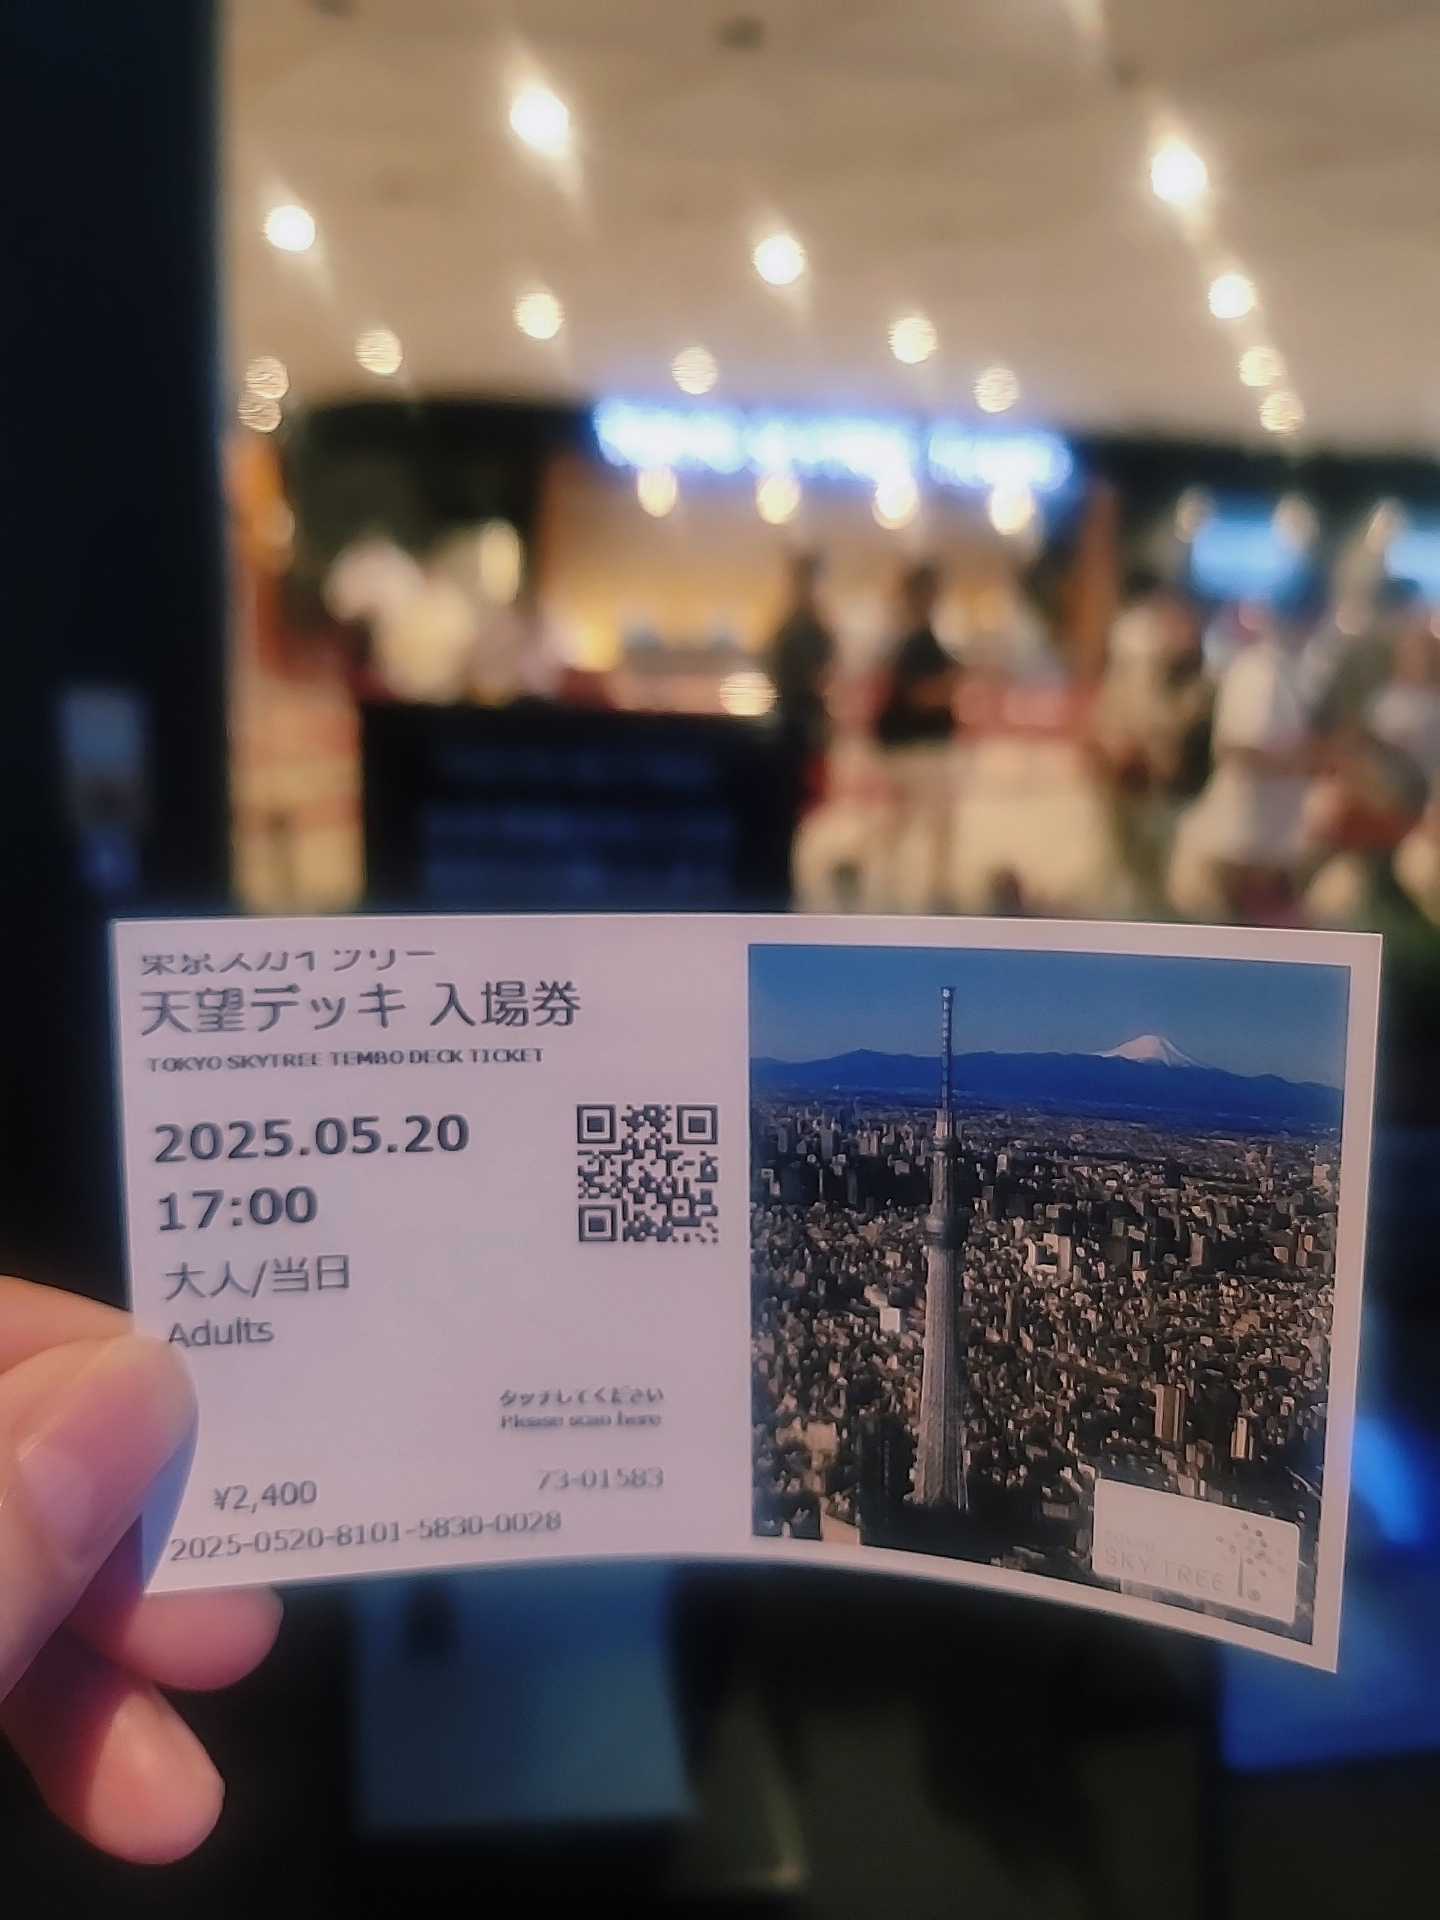 東京スカイツリー
天望デッキ 入場券
TOKYO SKYTREE TEMBO DECK TICKET
2025.05.20
17:00
大人/当日
Adults
タッチしてください
Please scan here
73-01583
¥2,400
2025-0520-8101-5830-0028
TOKYO
SKYTREE